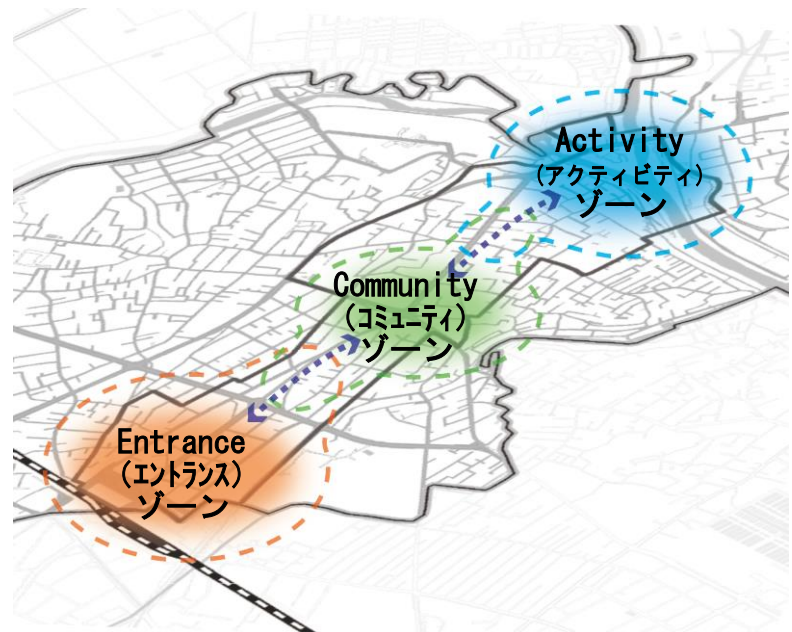 Activity
(アクティビティ)
ゾーン
Community
(コミュニティ)
ゾーン
Entrance
(エントランス)
ゾーン